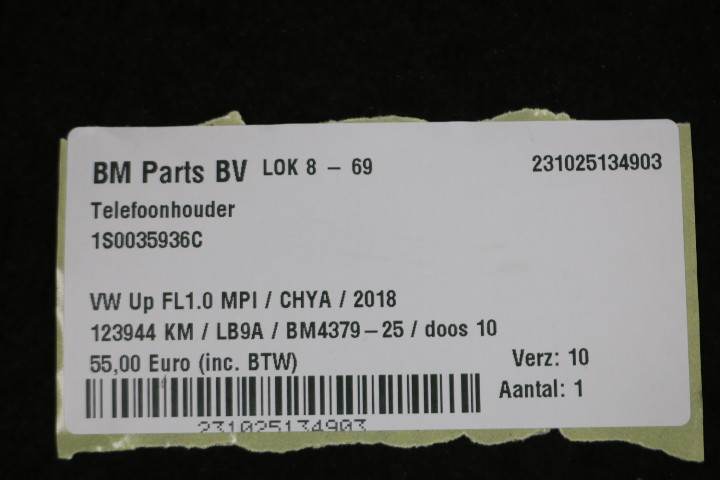 BM Parts BV LOK 8 - 69 231025134903
Telefoonhouder
1S0035936C
VW Up FL1.0 MPI / CHYA / 2018
123944 KM / LB9A / BM4379-25 / doos 10
55,00 Euro (inc. BTW) Verz: 10
Aantal: 1
231025134903